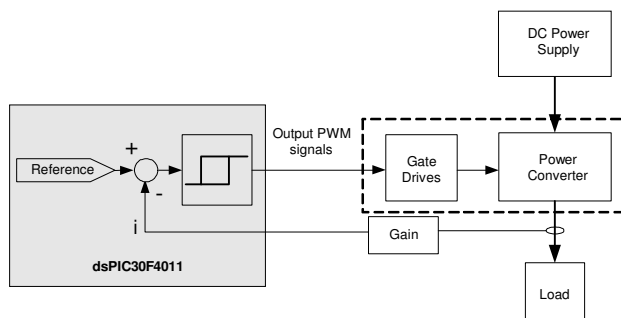 DC Power
Supply
Output PWM
signals
+
Reference
-
Gate
Drives
Power
Converter
i
Gain
dsPIC30F4011
Load